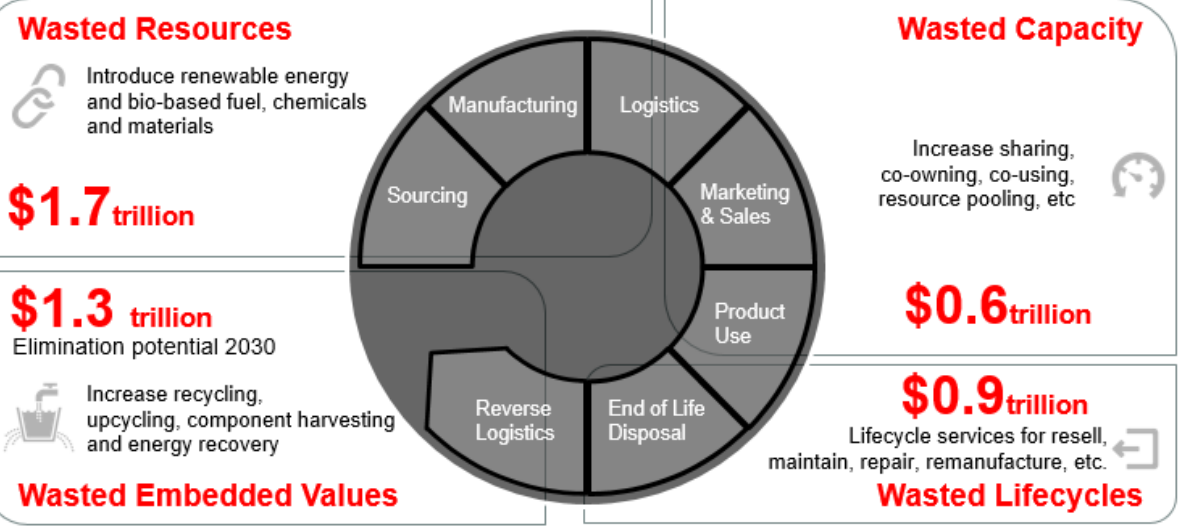 Wasted Resources
Introduce renewable energy
and bio-based fuel, chemicals
and materials
$1.7 trillion
Wasted Capacity
Increase sharing,
co-owning, co-using,
resource pooling, etc
$0.6 trillion
Manufacturing
Logistics
Sourcing
Marketing
& Sales
Product
Use
Reverse
Logistics
End of Life
Disposal
$1.3 trillion
Elimination potential 2030
Increase recycling,
upcycling, component harvesting
and energy recovery
Wasted Embedded Values
$0.9 trillion
Lifecycle services for resell,
maintain, repair, remanufacture, etc.
Wasted Lifecycles